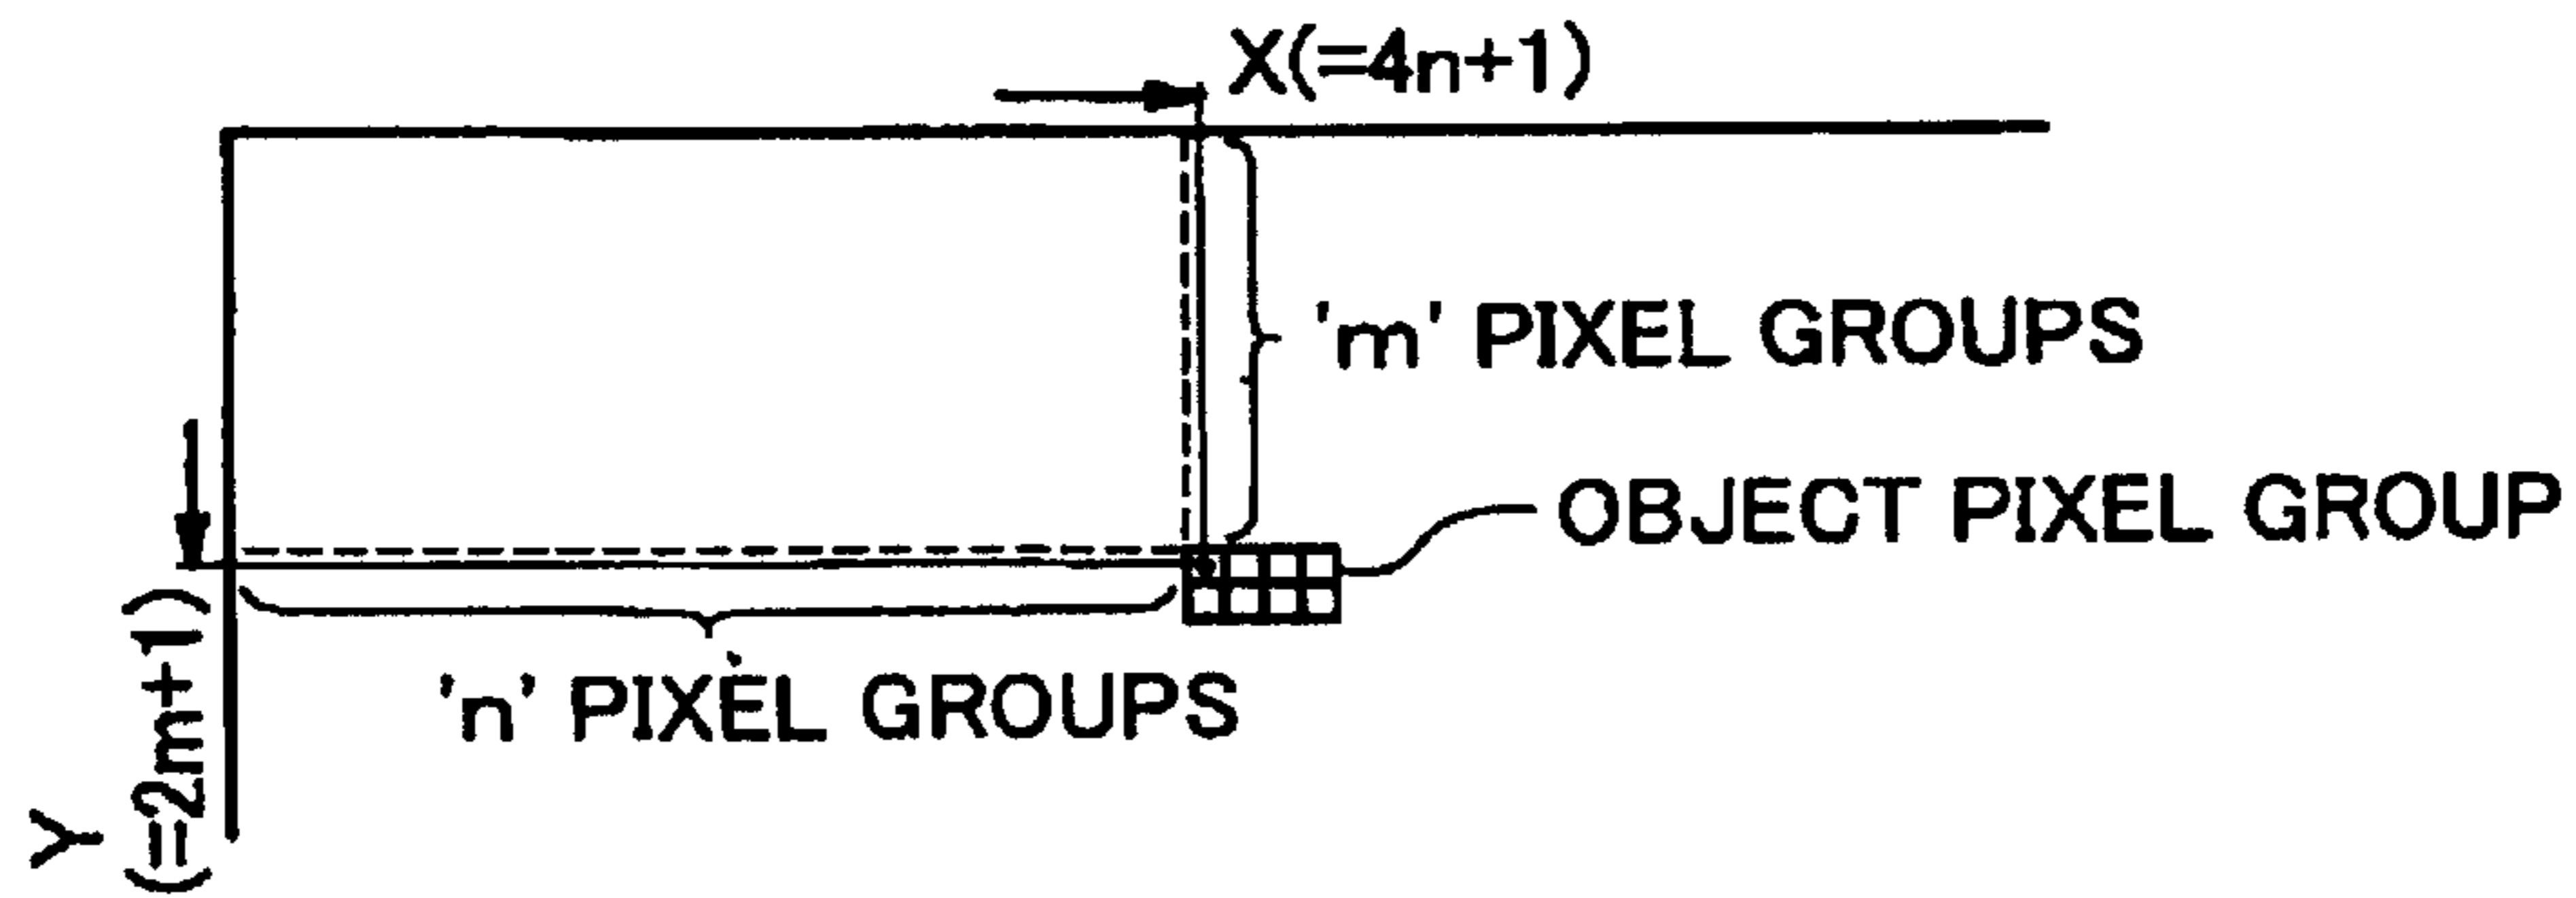 X(=4n+1)
'm' PIXEL GROUPS
OBJECT PIXEL GROUP
'n' PIXEL GROUPS
Y
(=2m+1)